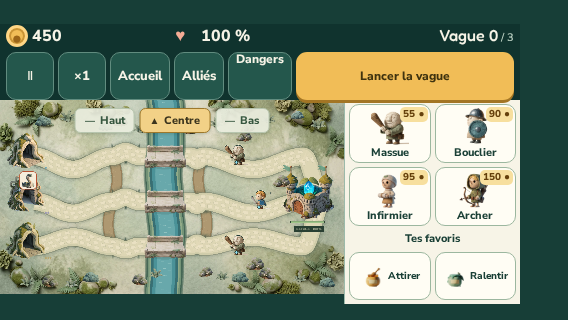 450
♥ 100 %
Vague 0 / 3
II
×1
Accueil
Alliés
Dangers
Lancer la vague
— Haut
▲ Centre
— Bas
55 •
90 •
Massue
Bouclier
95 •
150 •
Infirmier
Archer
Tes favoris
Attirer
Ralentir